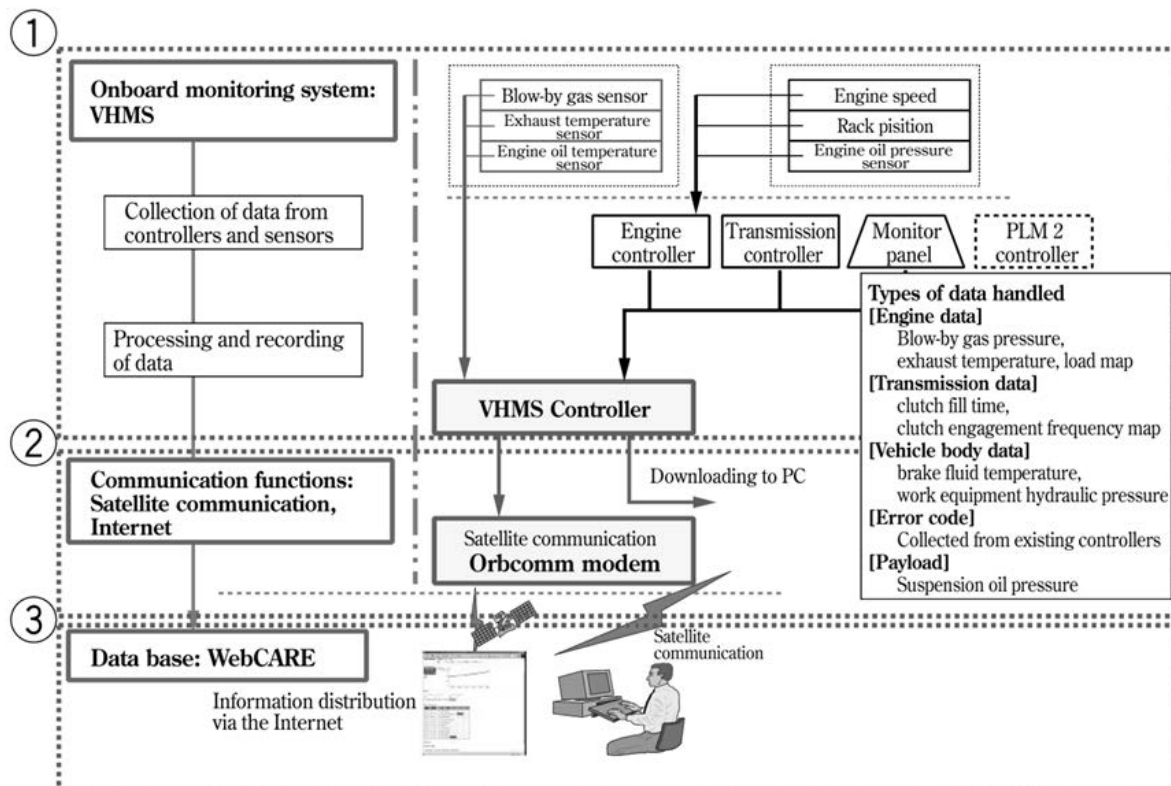 1
Onboard monitoring system:
VHMS
Collection of data from
controllers and sensors
Processing and recording
of data
Blow-by gas sensor
Exhaust temperature
sensor
Engine oil temperature
sensor
Engine speed
Rack pisition
Engine oil pressure
sensor
Engine
controller
Transmission
controller
Monitor
panel
PLM 2
controller
Types of data handled
[Engine data]
Blow-by gas pressure,
exhaust temperature, load map
[Transmission data]
clutch fill time,
clutch engagement frequency map
[Vehicle body data]
brake fluid temperature,
work equipment hydraulic pressure
[Error code]
Collected from existing controllers
[Payload]
Suspension oil pressure
VHMS Controller
2
Communication functions:
Satellite communication,
Internet
Downloading to PC
Satellite communication
Orbcomm modem
3
Data base: WebCARE
Information distribution
via the Internet
Satellite
communication